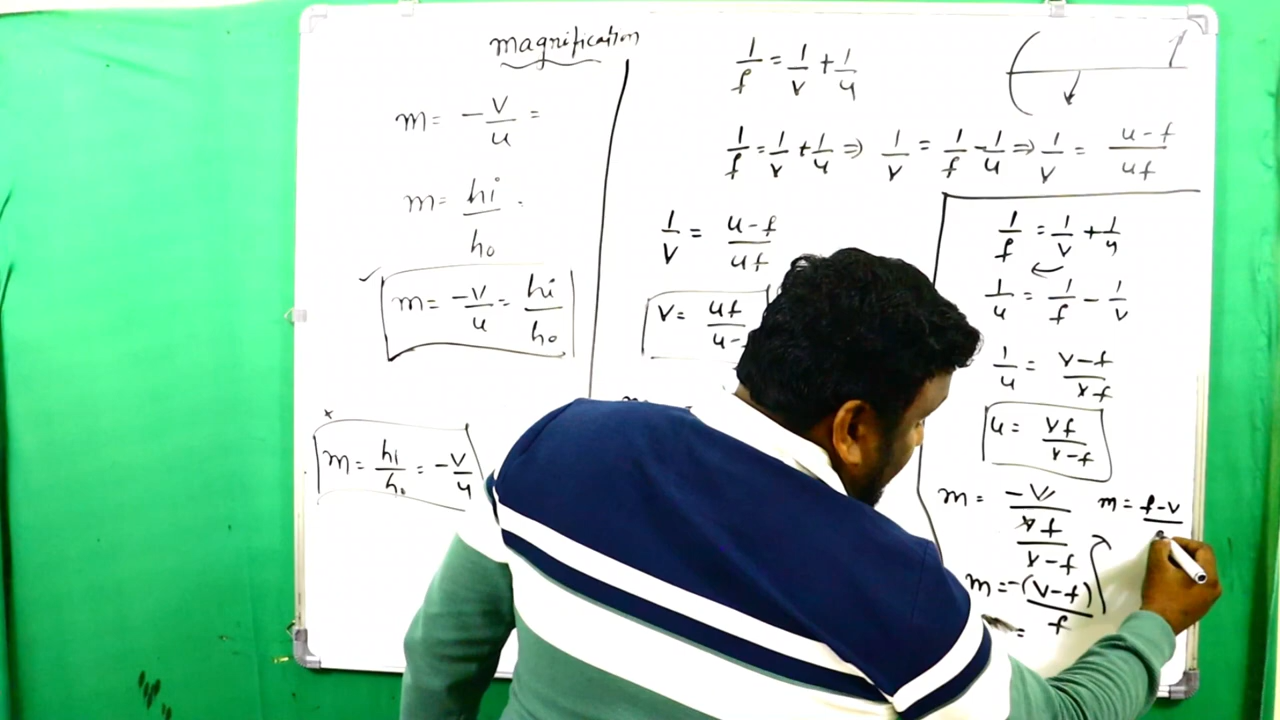 magnification
m= -v/u =
m= hi/ho .
m= -v/u = hi/ho
m= hi/ho = -v/u
1/f = 1/v + 1/u
1/f = 1/v + 1/u ⇒ 1/v = 1/f - 1/u ⇒ 1/v = u-f/uf
1/v = u-f/uf
v= uf/u-
1/f = 1/v + 1/u
1/u = 1/f - 1/v
1/u = v-f/vf
u= vf/v-f
m= -v/vf/v-f
m= -(v-f)/f
=
m= f-v/